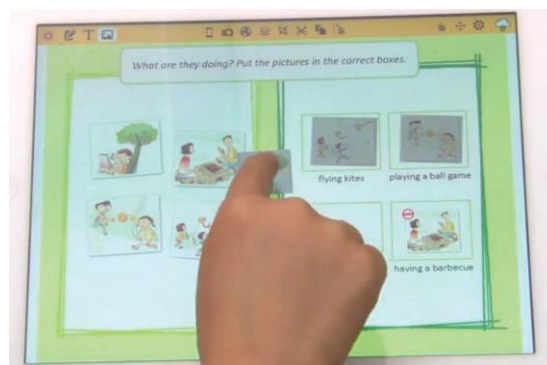 T
What are they doing? Put the pictures in the correct boxes.
flying kites
playing a ball game
having a barbecue